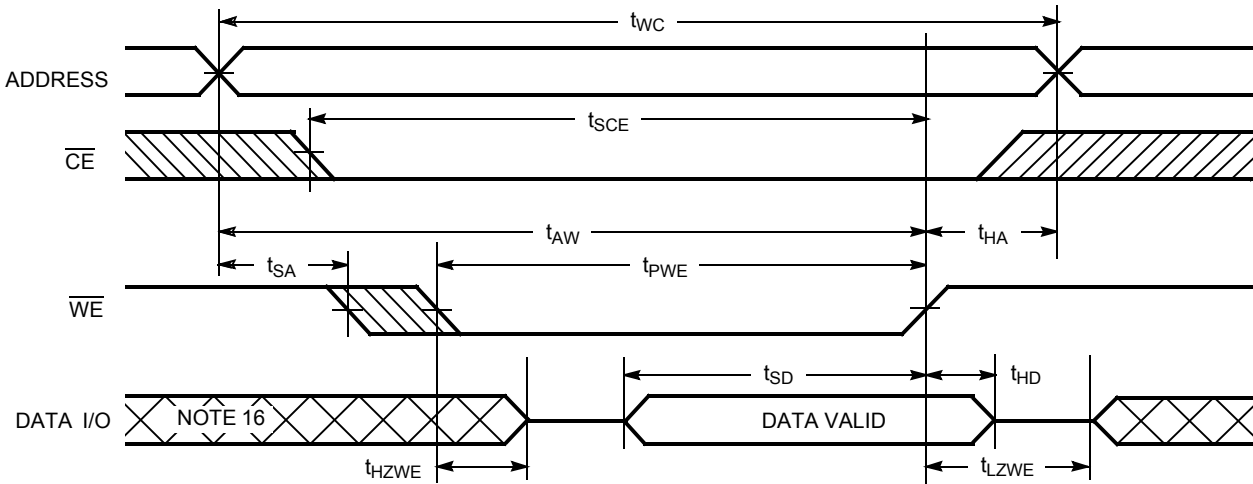 tWC
ADDRESS
tSCE
CE
tAW
tHA
tSA
tPWE
WE
tSD
tHD
DATA I/O
NOTE 16
DATA VALID
tHZWE
tLZWE